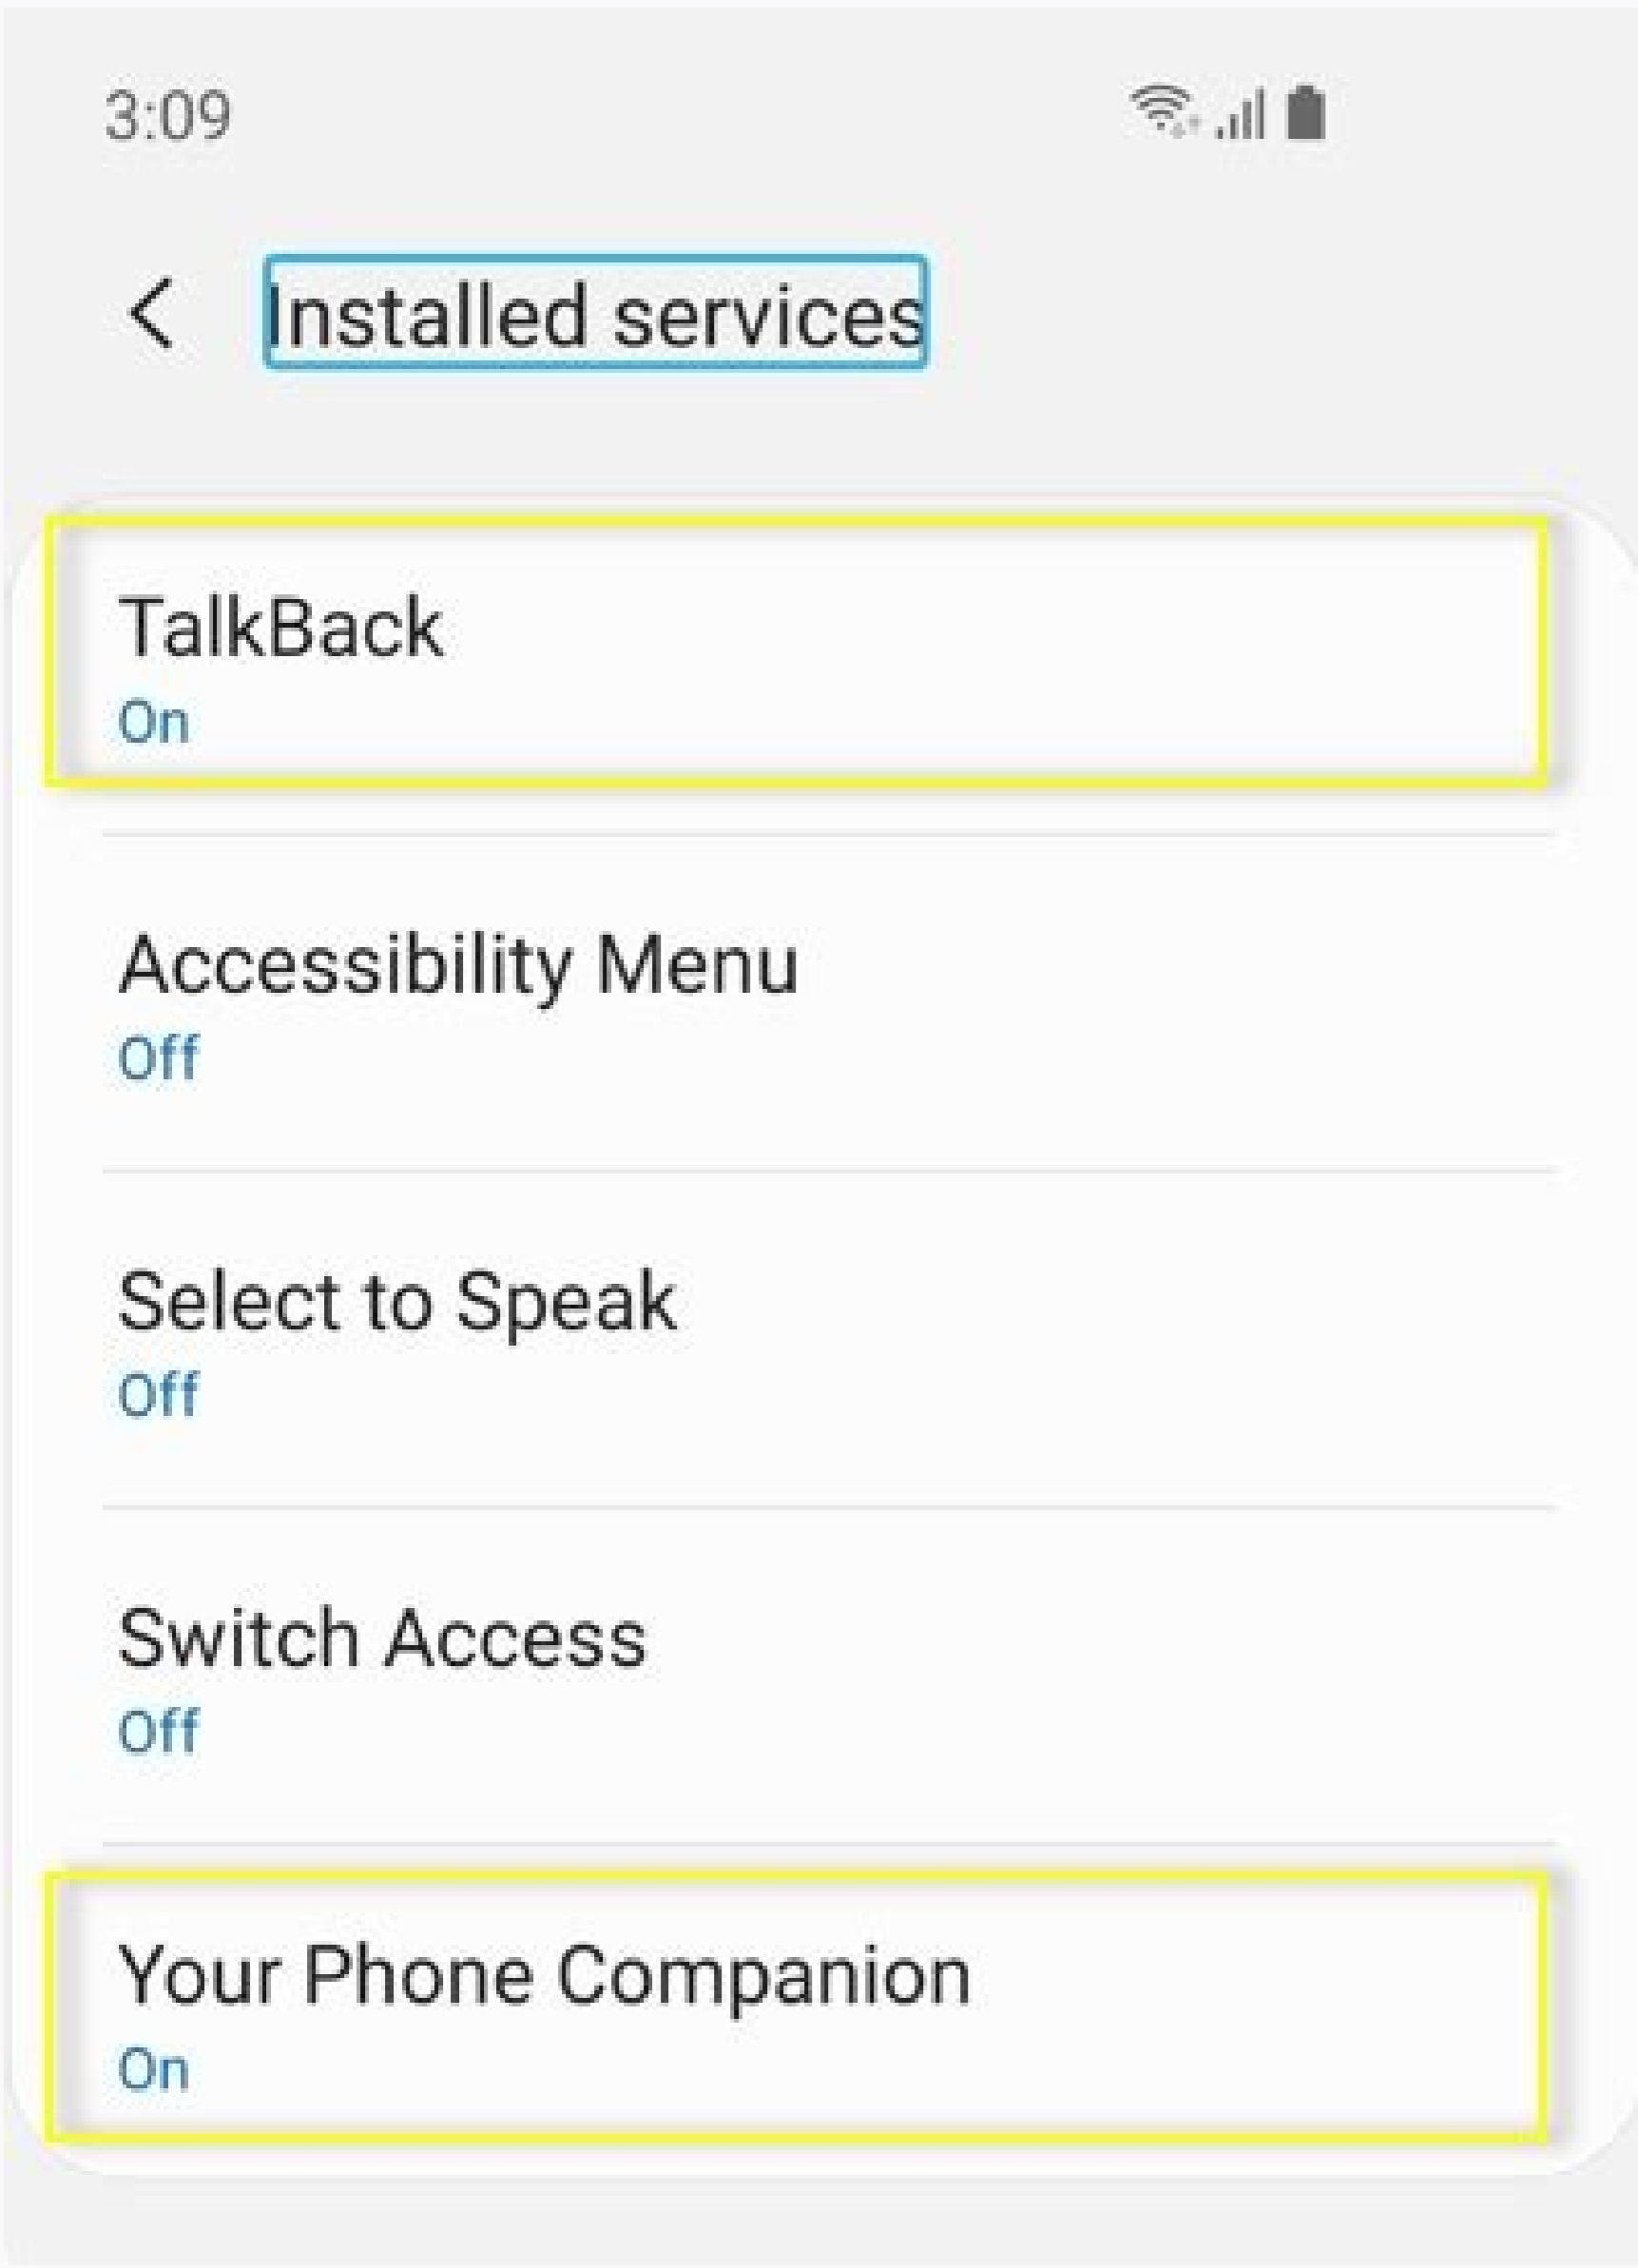 3:09
Installed services
TalkBack
On
Accessibility Menu
Off
Select to Speak
Off
Switch Access
Off
Your Phone Companion
On